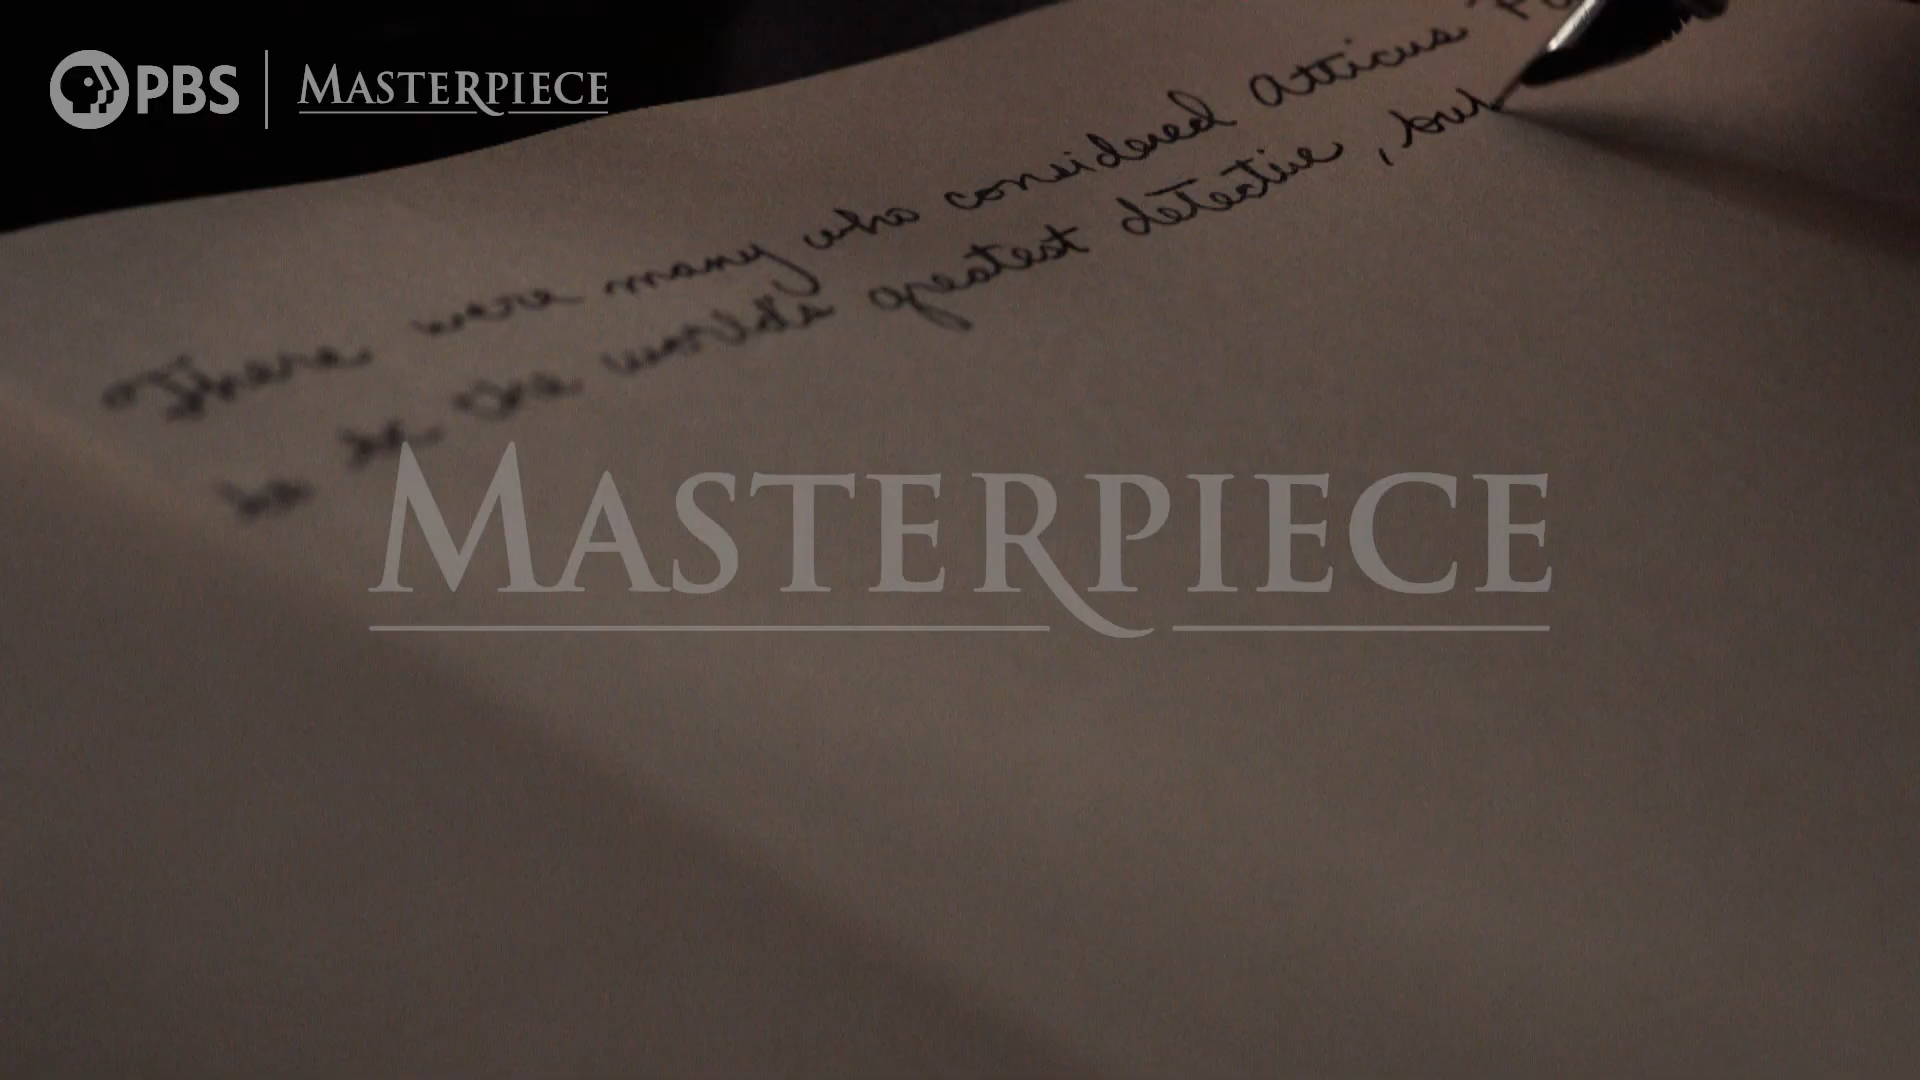 PBS
MASTERPIECE
There were many who considered Atticus
to be the world's greatest detective, but
MASTERPIECE